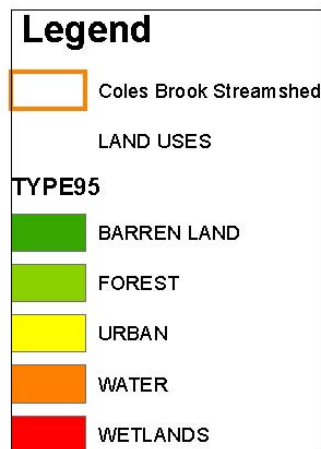 Legend
Coles Brook Streamshed
LAND USES
TYPE95
BARREN LAND
FOREST
URBAN
WATER
WETLANDS